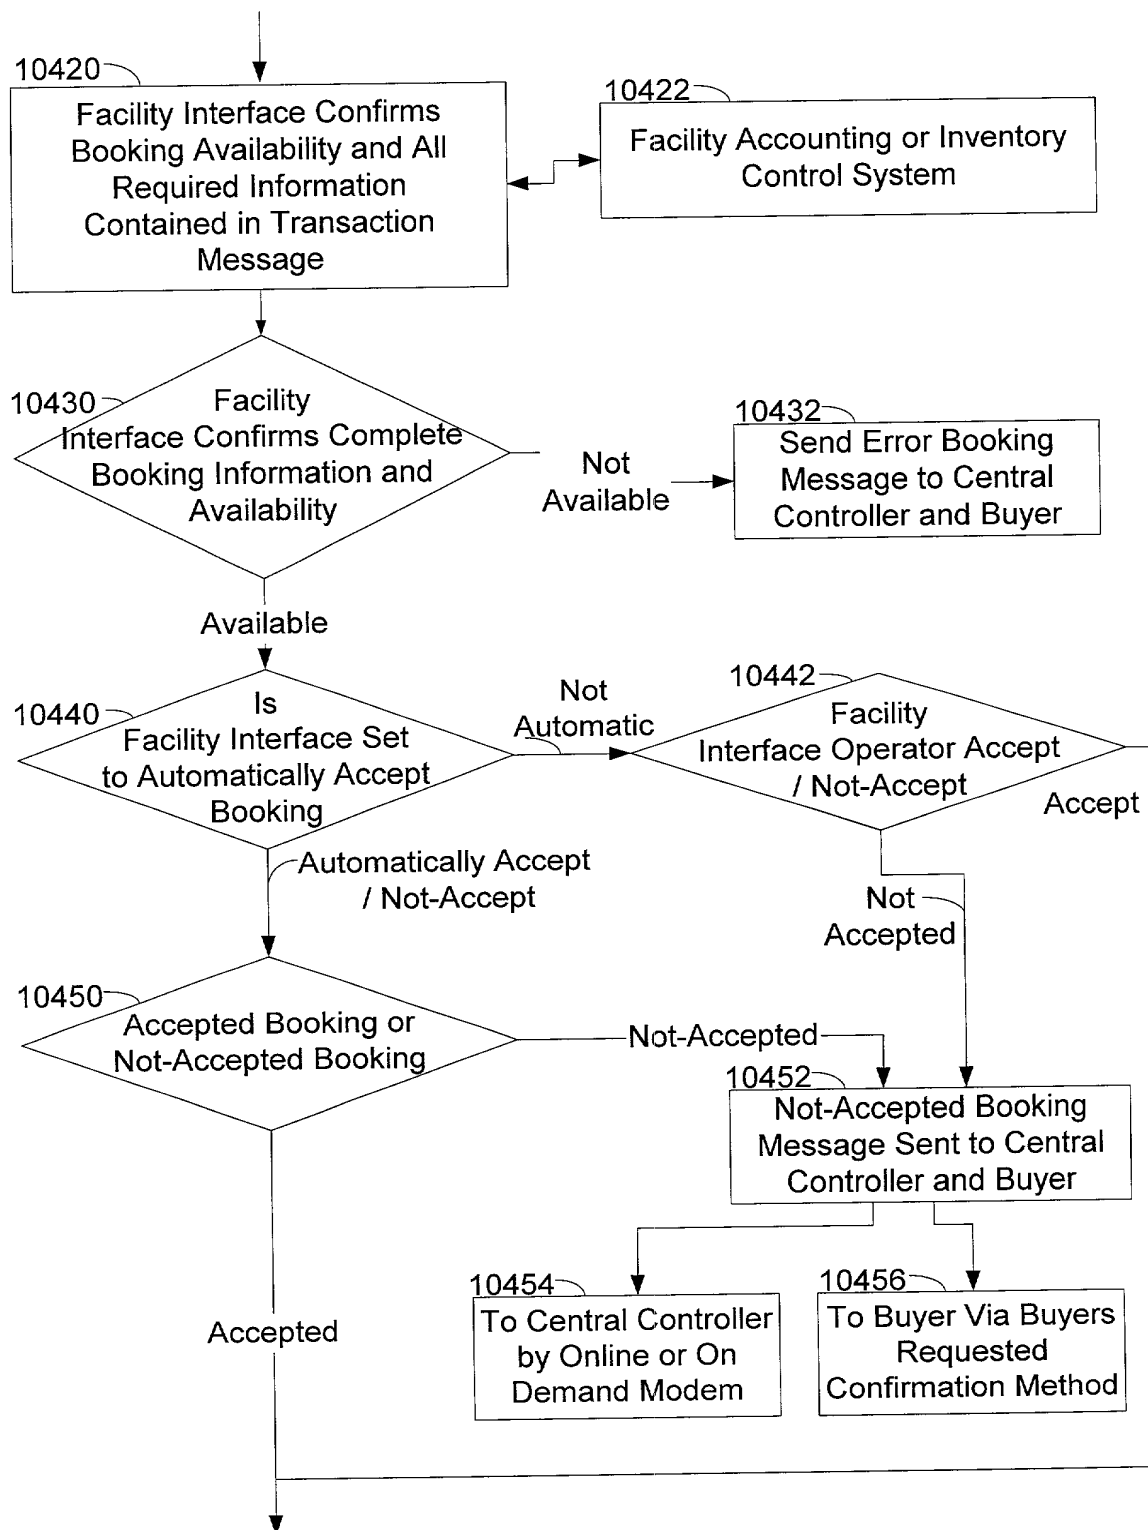 10420
Facility Interface Confirms
Booking Availability and All
Required Information
Contained in Transaction
Message
10422
Facility Accounting or Inventory
Control System
10430
Facility
Interface Confirms Complete
Booking Information and
Availability
Not
Available
10432
Send Error Booking
Message to Central
Controller and Buyer
Available
10440
Is
Facility Interface Set
to Automatically Accept
Booking
Not
Automatic
10442
Facility
Interface Operator Accept
/ Not-Accept
Accept
Automatically Accept
/ Not-Accept
Not
Accepted
10450
Accepted Booking or
Not-Accepted Booking
Not-Accepted
10452
Not-Accepted Booking
Message Sent to Central
Controller and Buyer
10454
To Central Controller
by Online or On
Demand Modem
10456
To Buyer Via Buyers
Requested
Confirmation Method
Accepted